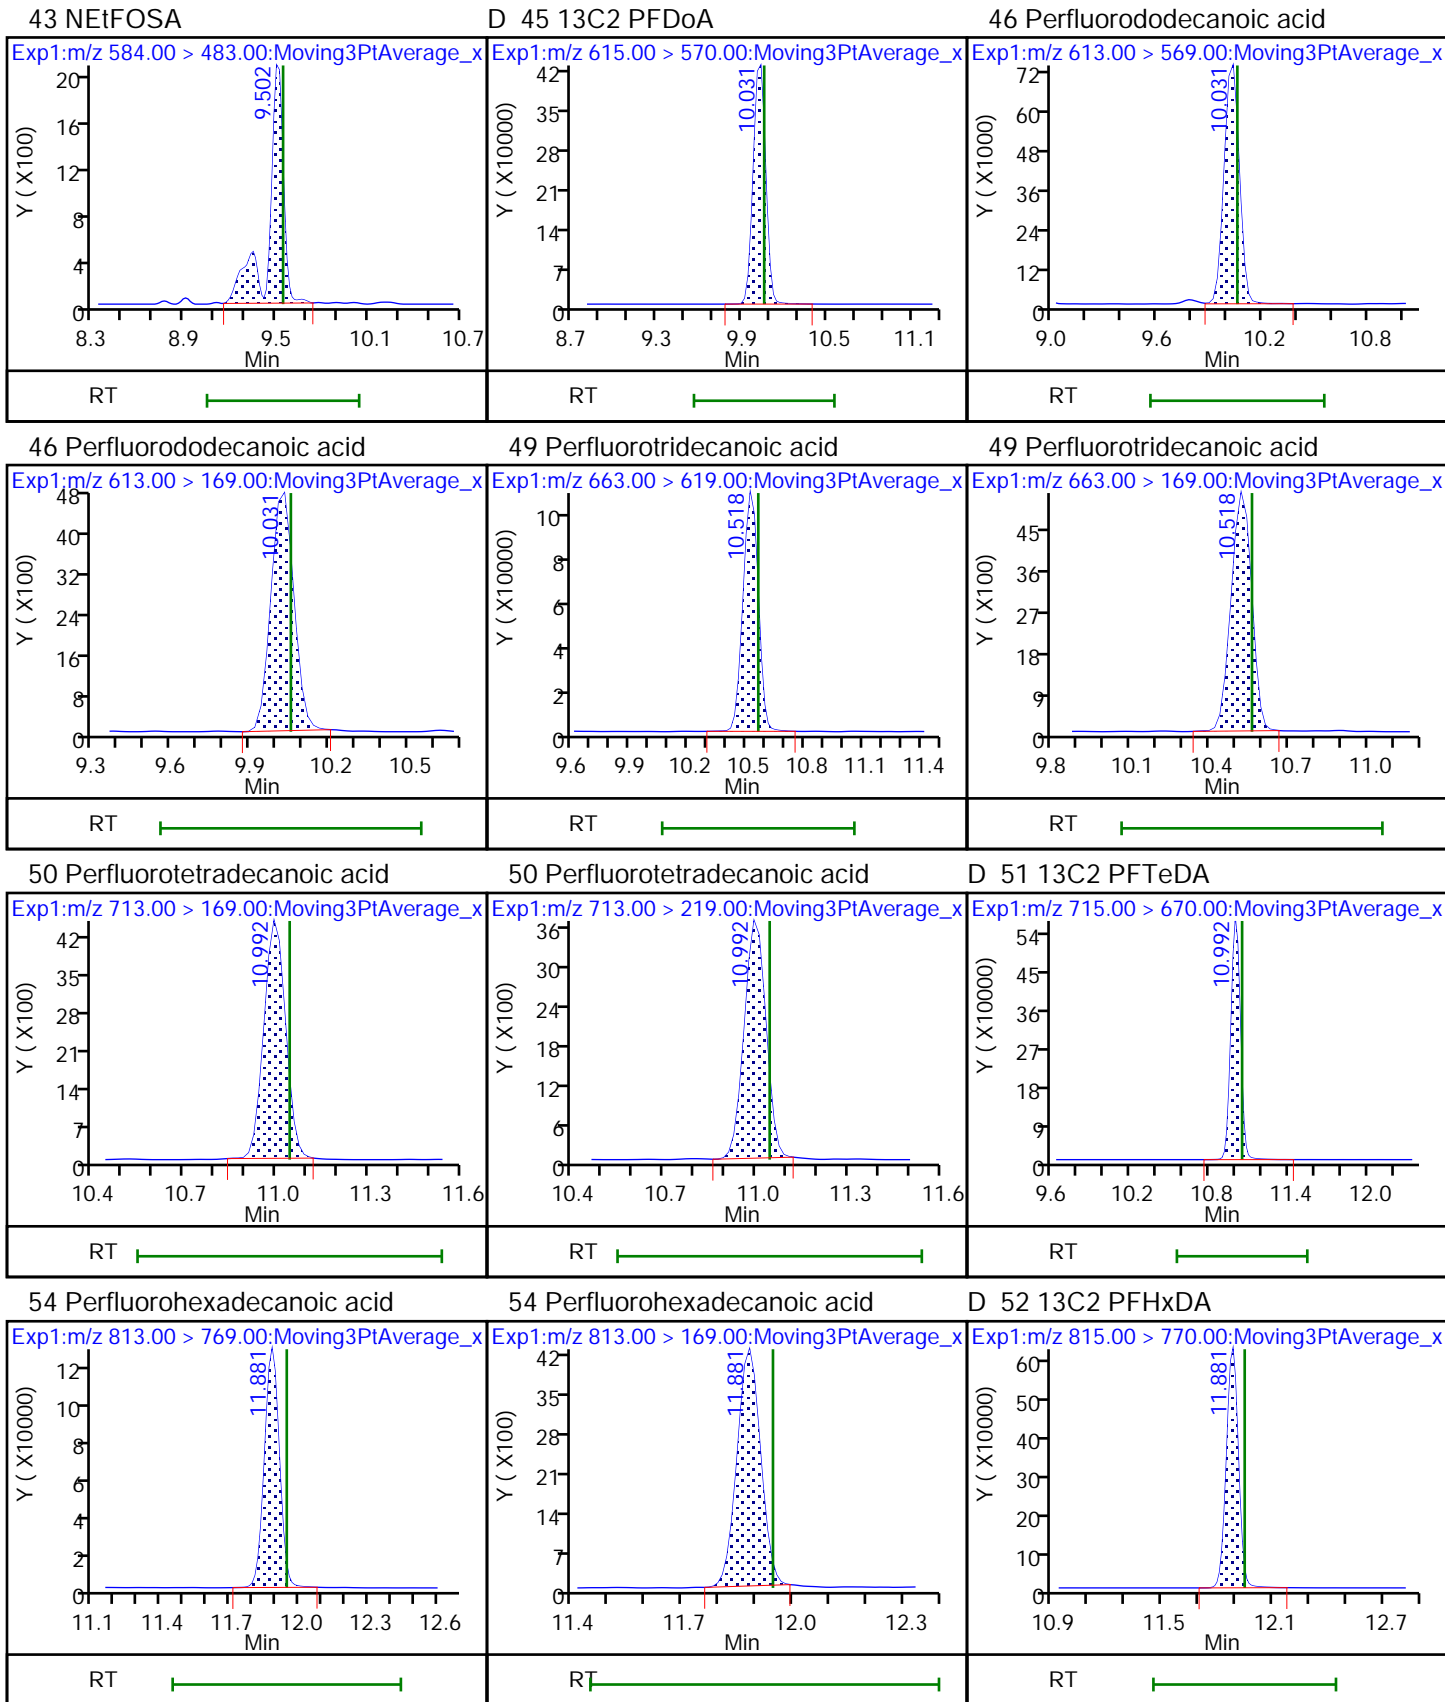 43 NEtFOSA
Exp1:m/z 584.00 > 483.00:Moving3PtAverage_x
Y ( X100)
20
16
12
8
4
0
9.502
8.3 8.9 9.5 10.1 10.7
Min
RT
D 45 13C2 PFDoA
Exp1:m/z 615.00 > 570.00:Moving3PtAverage_x
Y ( X10000)
42
35
28
21
14
7
0
10.031
8.7 9.3 9.9 10.5 11.1
Min
RT
46 Perfluorododecanoic acid
Exp1:m/z 613.00 > 569.00:Moving3PtAverage_x
Y ( X1000)
72
60
48
36
24
12
0
10.031
9.0 9.6 10.2 10.8
Min
RT
46 Perfluorododecanoic acid
Exp1:m/z 613.00 > 169.00:Moving3PtAverage_x
Y ( X100)
48
40
32
24
16
8
0
10.031
9.3 9.6 9.9 10.2 10.5
Min
RT
49 Perfluorotridecanoic acid
Exp1:m/z 663.00 > 619.00:Moving3PtAverage_x
Y ( X10000)
10
8
6
4
2
0
10.518
9.6 9.9 10.2 10.5 10.8 11.1 11.4
Min
RT
49 Perfluorotridecanoic acid
Exp1:m/z 663.00 > 169.00:Moving3PtAverage_x
Y ( X100)
45
36
27
18
9
0
10.518
9.8 10.1 10.4 10.7 11.0
Min
RT
50 Perfluorotetradecanoic acid
Exp1:m/z 713.00 > 169.00:Moving3PtAverage_x
Y ( X100)
42
35
28
21
14
7
0
10.992
10.4 10.7 11.0 11.3 11.6
Min
RT
50 Perfluorotetradecanoic acid
Exp1:m/z 713.00 > 219.00:Moving3PtAverage_x
Y ( X100)
36
30
24
18
12
6
0
10.992
10.4 10.7 11.0 11.3 11.6
Min
RT
D 51 13C2 PFTeDA
Exp1:m/z 715.00 > 670.00:Moving3PtAverage_x
Y ( X10000)
54
45
36
27
18
9
0
10.992
9.6 10.2 10.8 11.4 12.0
Min
RT
54 Perfluorohexadecanoic acid
Exp1:m/z 813.00 > 769.00:Moving3PtAverage_x
Y ( X10000)
12
10
8
6
4
2
0
11.881
11.1 11.4 11.7 12.0 12.3 12.6
Min
RT
54 Perfluorohexadecanoic acid
Exp1:m/z 813.00 > 169.00:Moving3PtAverage_x
Y ( X100)
42
35
28
21
14
7
0
11.881
11.4 11.7 12.0 12.3
Min
RT
D 52 13C2 PFHxDA
Exp1:m/z 815.00 > 770.00:Moving3PtAverage_x
Y ( X10000)
60
50
40
30
20
10
0
11.881
10.9 11.5 12.1 12.7
Min
RT